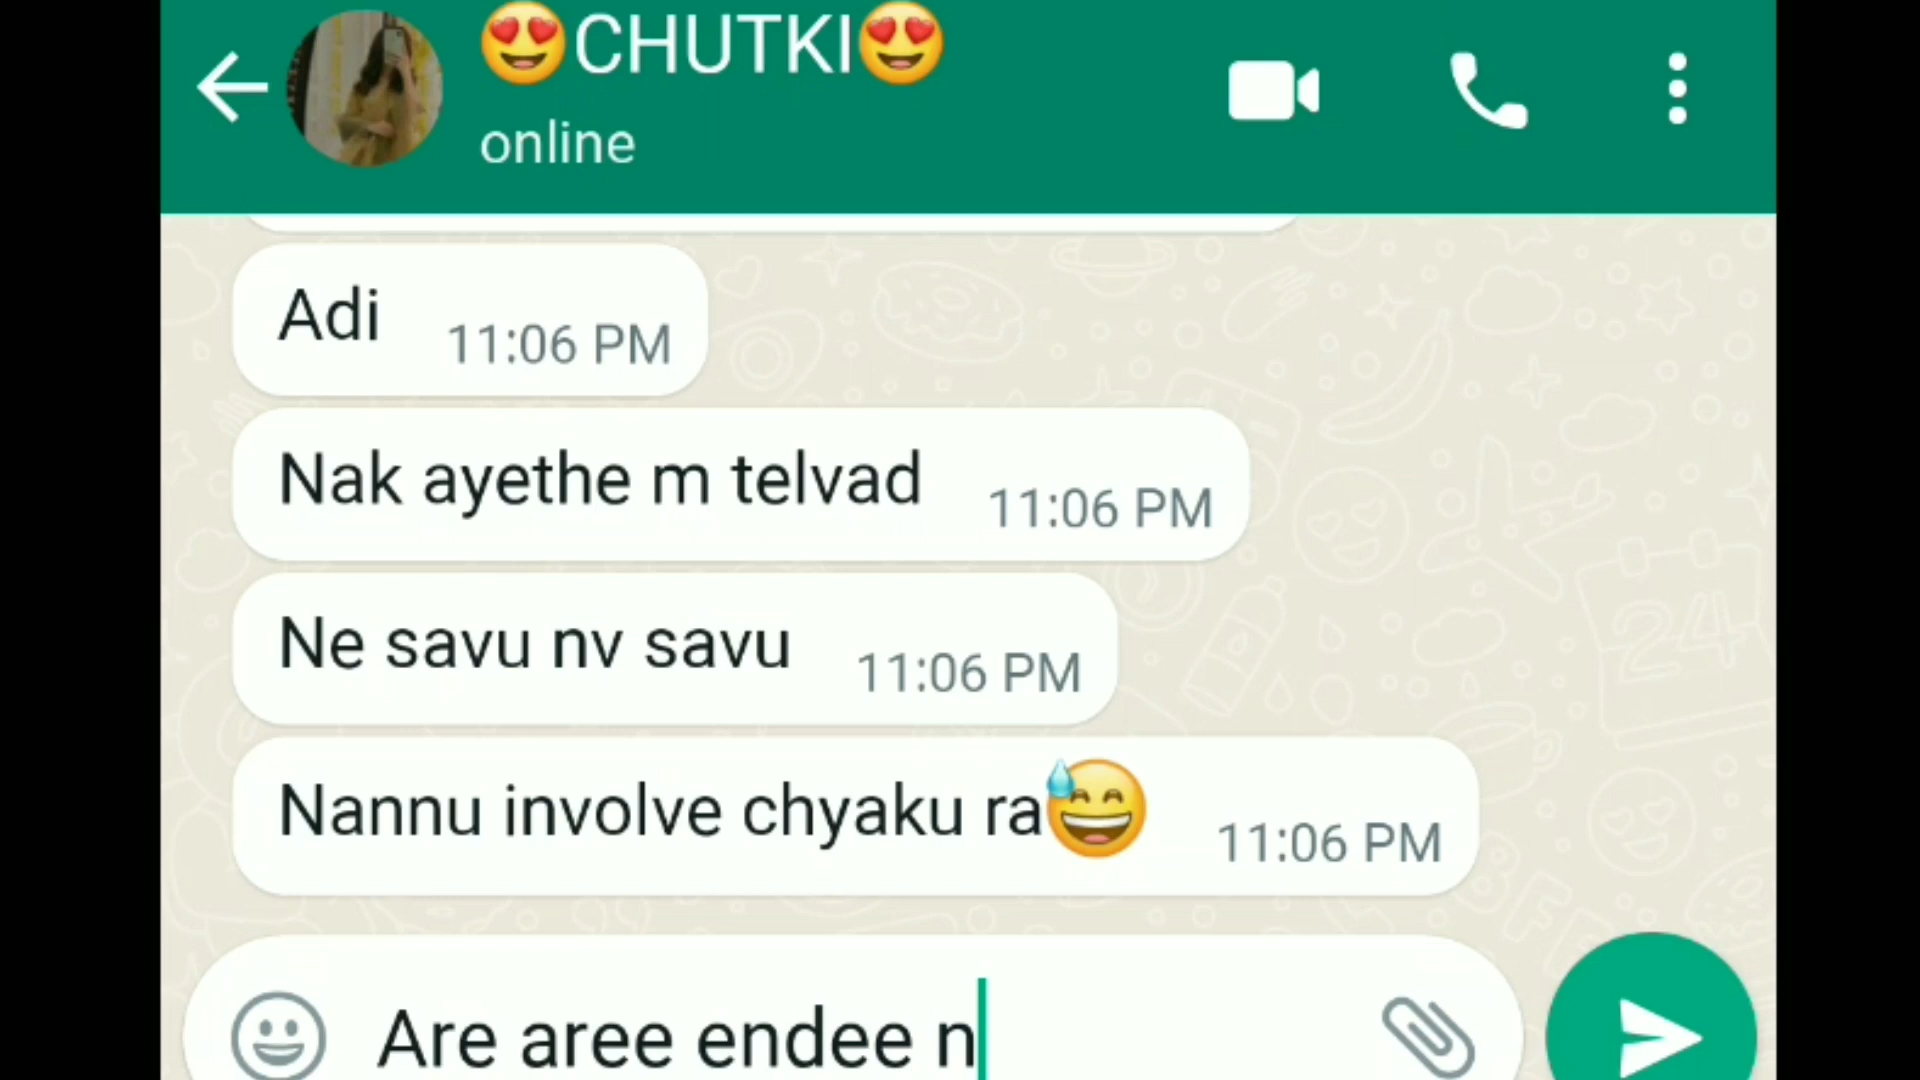 😍CHUTKI😍
online
Adi 11:06 PM
Nak ayethe m telvad 11:06 PM
Ne savu nv savu 11:06 PM
Nannu involve chyaku ra😅 11:06 PM
Are aree endee n